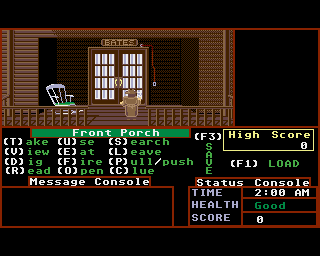 BATES
Front Porch
(T)ake (U)se (S)earch
(V)iew (E)at (L)eave
(D)ig (F)ire (P)ull/push
(R)ead (O)pen (C)lue
(F3)
SAVE
High Score
0
(F1) LOAD
Message Console
Status Console
TIME 2:00 AM
HEALTH Good
SCORE 0